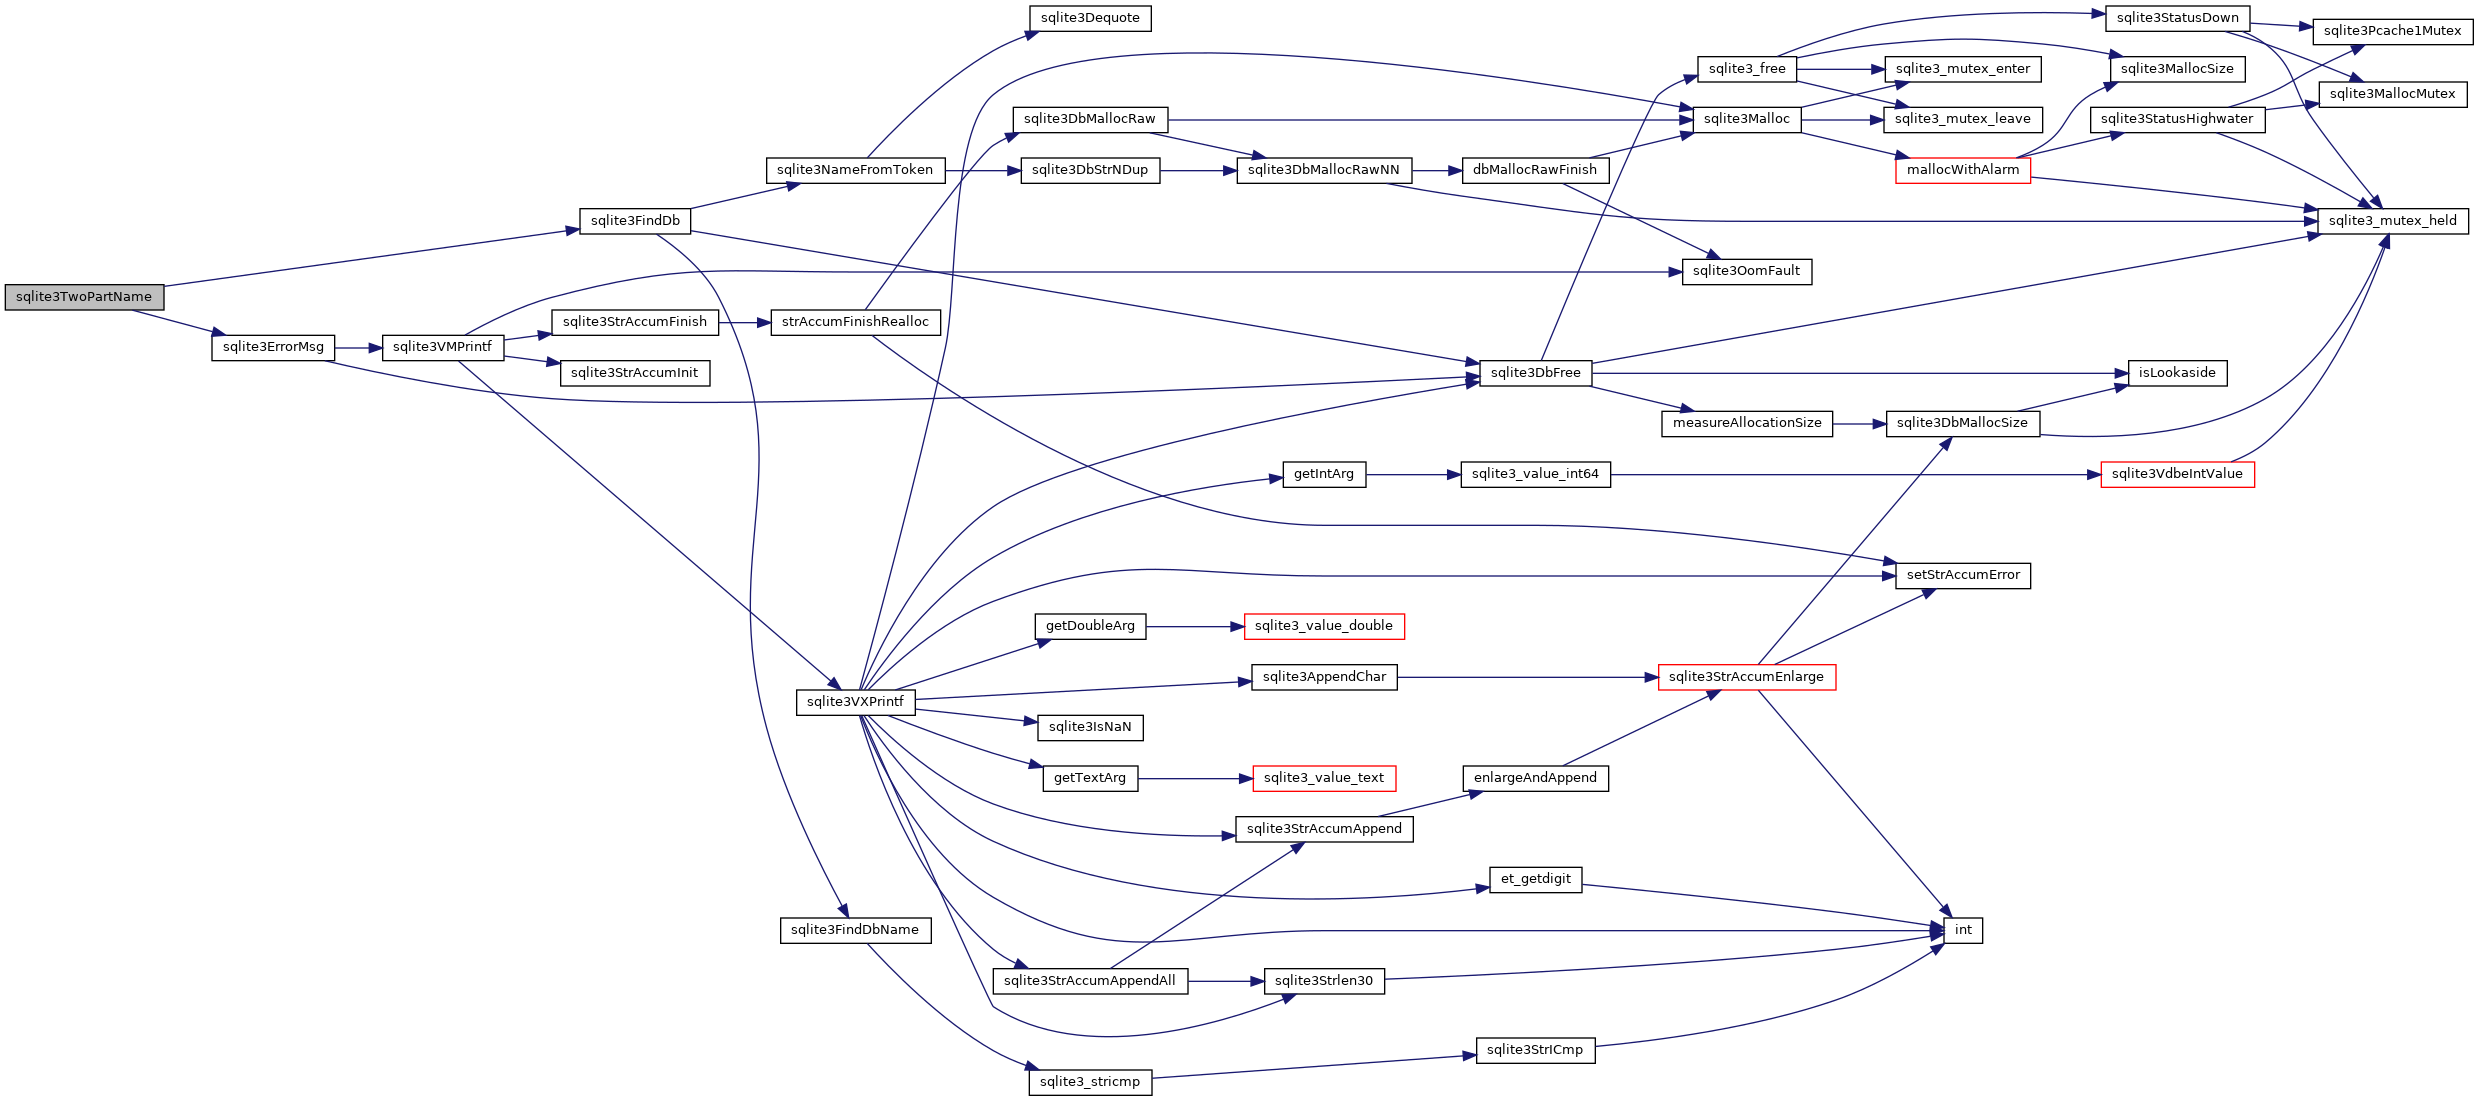 sqlite3TwoPartName
sqlite3FindDb
sqlite3ErrorMsg
sqlite3VMPrintf
sqlite3StrAccumFinish
sqlite3StrAccumInit
sqlite3NameFromToken
strAccumFinishRealloc
sqlite3VXPrintf
sqlite3FindDbName
sqlite3Dequote
sqlite3DbMallocRaw
sqlite3DbStrNDup
getDoubleArg
sqlite3IsNaN
getTextArg
sqlite3StrAccumAppendAll
sqlite3_stricmp
sqlite3DbMallocRawNN
getIntArg
sqlite3_value_double
sqlite3AppendChar
sqlite3_value_text
sqlite3StrAccumAppend
sqlite3Strlen30
dbMallocRawFinish
sqlite3DbFree
sqlite3_value_int64
enlargeAndAppend
et_getdigit
sqlite3StrICmp
sqlite3_free
sqlite3Malloc
sqlite3OomFault
measureAllocationSize
sqlite3StrAccumEnlarge
sqlite3_mutex_enter
sqlite3_mutex_leave
mallocWithAlarm
sqlite3DbMallocSize
setStrAccumError
int
sqlite3StatusDown
sqlite3MallocSize
sqlite3StatusHighwater
isLookaside
sqlite3VdbeIntValue
sqlite3Pcache1Mutex
sqlite3MallocMutex
sqlite3_mutex_held